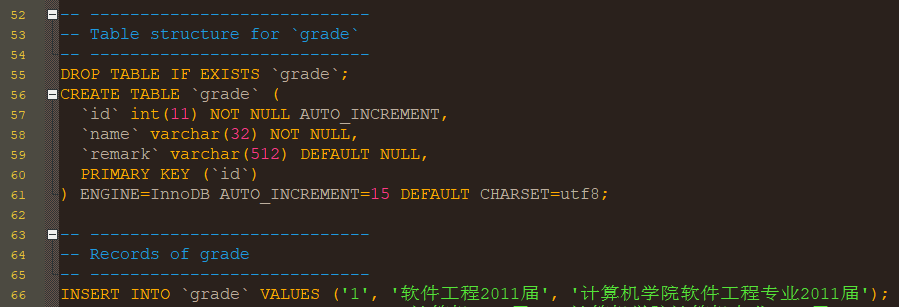 52 -- ----------------------------
53 -- Table structure for `grade`
54 -- ----------------------------
55 DROP TABLE IF EXISTS `grade`;
56 CREATE TABLE `grade` (
57   `id` int(11) NOT NULL AUTO_INCREMENT,
58   `name` varchar(32) NOT NULL,
59   `remark` varchar(512) DEFAULT NULL,
60   PRIMARY KEY (`id`)
61 ) ENGINE=InnoDB AUTO_INCREMENT=15 DEFAULT CHARSET=utf8;
62
63 -- ----------------------------
64 -- Records of grade
65 -- ----------------------------
66 INSERT INTO `grade` VALUES ('1', '软件工程2011届', '计算机学院软件工程专业2011届');